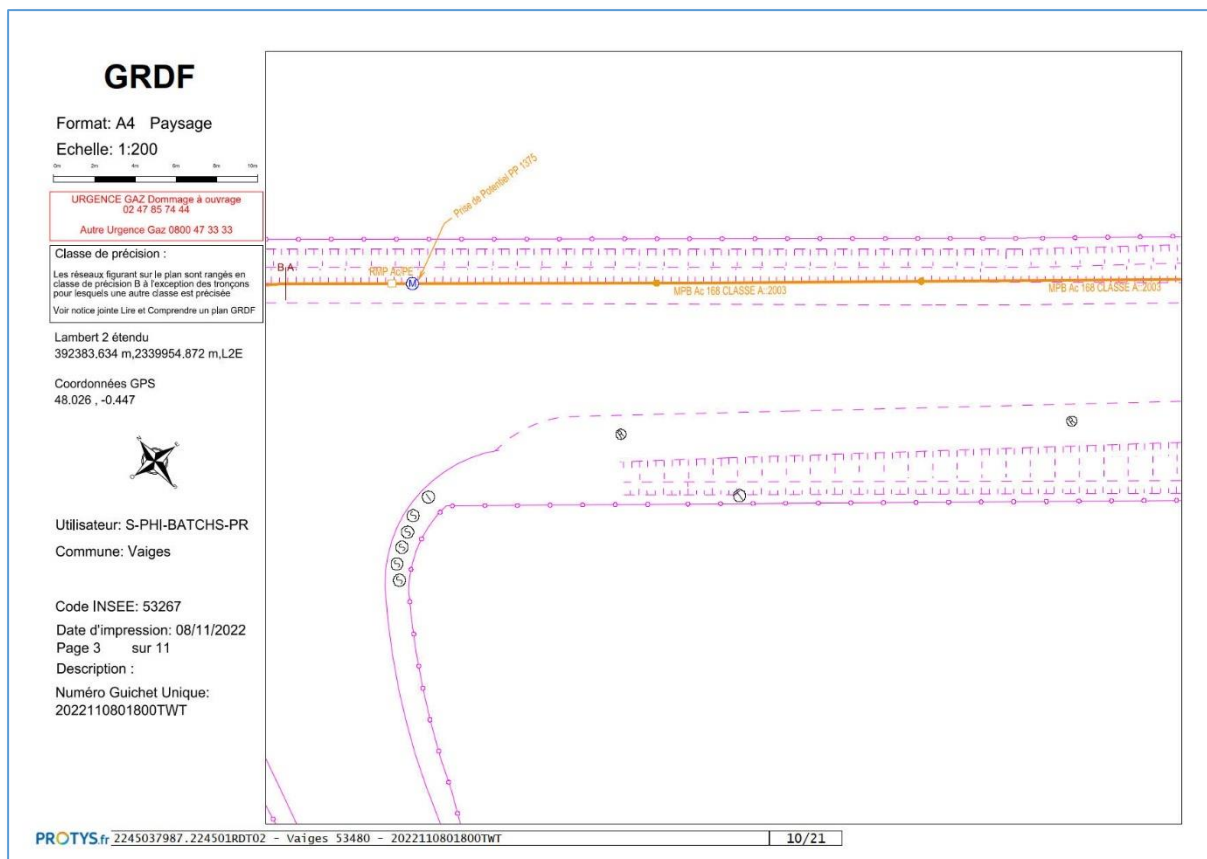 GRDF
Format: A4 Paysage
Echelle: 1:200
0m 2m 4m 6m 8m 10m
URGENCE GAZ Dommage à ouvrage
02 47 85 74 44
Autre Urgence Gaz 0800 47 33 33
Classe de précision :
Les réseaux figurant sur le plan sont rangés en
classe de précision B à l'exception des tronçons
pour lesquels une autre classe est précisée
Voir notice jointe Lire et Comprendre un plan GRDF
Lambert 2 étendu
392383.634 m,2339954.872 m,L2E
Coordonnées GPS
48.026 , -0.447
N
E
O
S
Utilisateur: S-PHI-BATCHS-PR
Commune: Vaiges
Code INSEE: 53267
Date d'impression: 08/11/2022
Page 3 sur 11
Description :
Numéro Guichet Unique:
2022110801800TWT
Prise de Potentiel PP 1375
B A
RMP Ac/PE
M
MPB Ac 168 CLASSE A::2003
MPB Ac 168 CLASSE A::2003
R
R
S
S
S
S
S
PROTYS.fr 2245037987.224501RDT02 - Vaiges 53480 - 2022110801800TWT 10/21